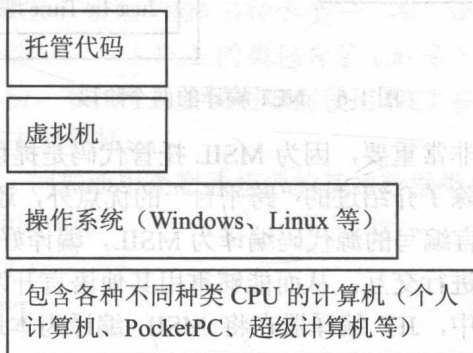 托管代码
虚拟机
操作系统（Windows、Linux 等）
包含各种不同种类 CPU 的计算机（个人
计算机、PocketPC、超级计算机等）